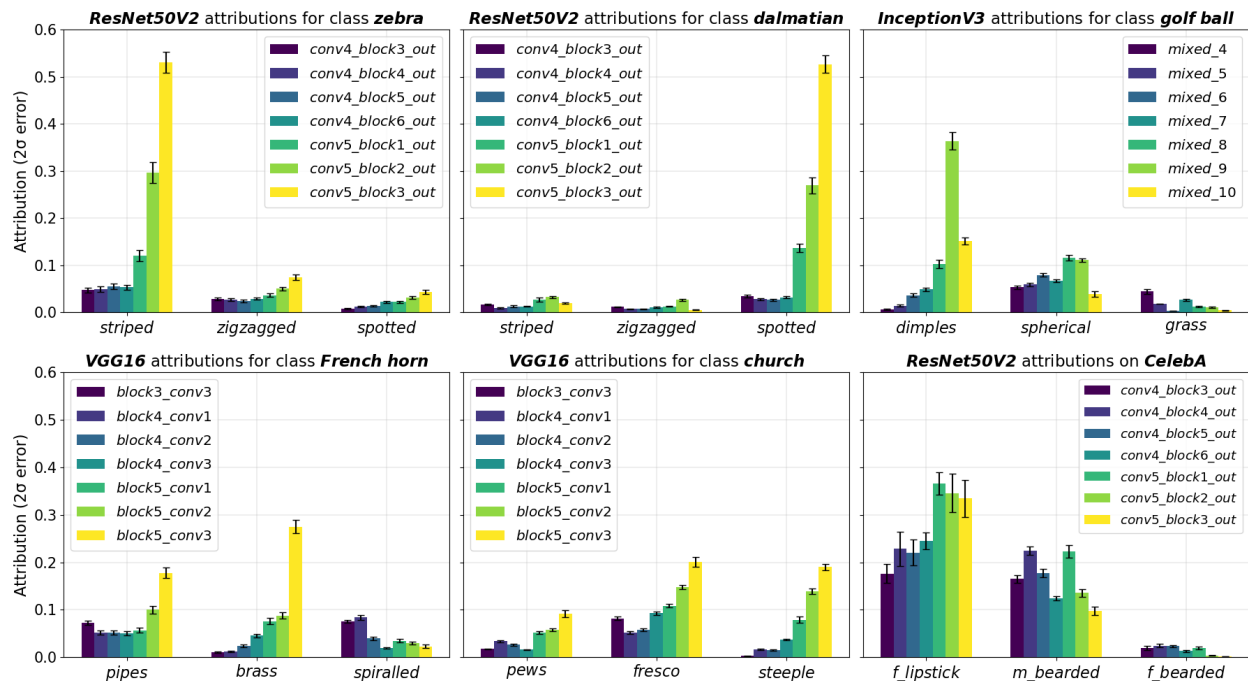 ResNet50V2 attributions for class zebra
0.6
0.5
0.4
0.3
0.2
0.1
0.0
Attribution (2σ error)
conv4_block3_out
conv4_block4_out
conv4_block5_out
conv4_block6_out
conv5_block1_out
conv5_block2_out
conv5_block3_out
striped
zigzagged
spotted
ResNet50V2 attributions for class dalmatian
conv4_block3_out
conv4_block4_out
conv4_block5_out
conv4_block6_out
conv5_block1_out
conv5_block2_out
conv5_block3_out
striped
zigzagged
spotted
InceptionV3 attributions for class golf ball
mixed_4
mixed_5
mixed_6
mixed_7
mixed_8
mixed_9
mixed_10
dimples
spherical
grass
VGG16 attributions for class French horn
0.6
0.5
0.4
0.3
0.2
0.1
0.0
Attribution (2σ error)
block3_conv3
block4_conv1
block4_conv2
block4_conv3
block5_conv1
block5_conv2
block5_conv3
pipes
brass
spiralled
VGG16 attributions for class church
block3_conv3
block4_conv1
block4_conv2
block4_conv3
block5_conv1
block5_conv2
block5_conv3
pews
fresco
steeple
ResNet50V2 attributions on CelebA
conv4_block3_out
conv4_block4_out
conv4_block5_out
conv4_block6_out
conv5_block1_out
conv5_block2_out
conv5_block3_out
f_lipstick
m_bearded
f_bearded